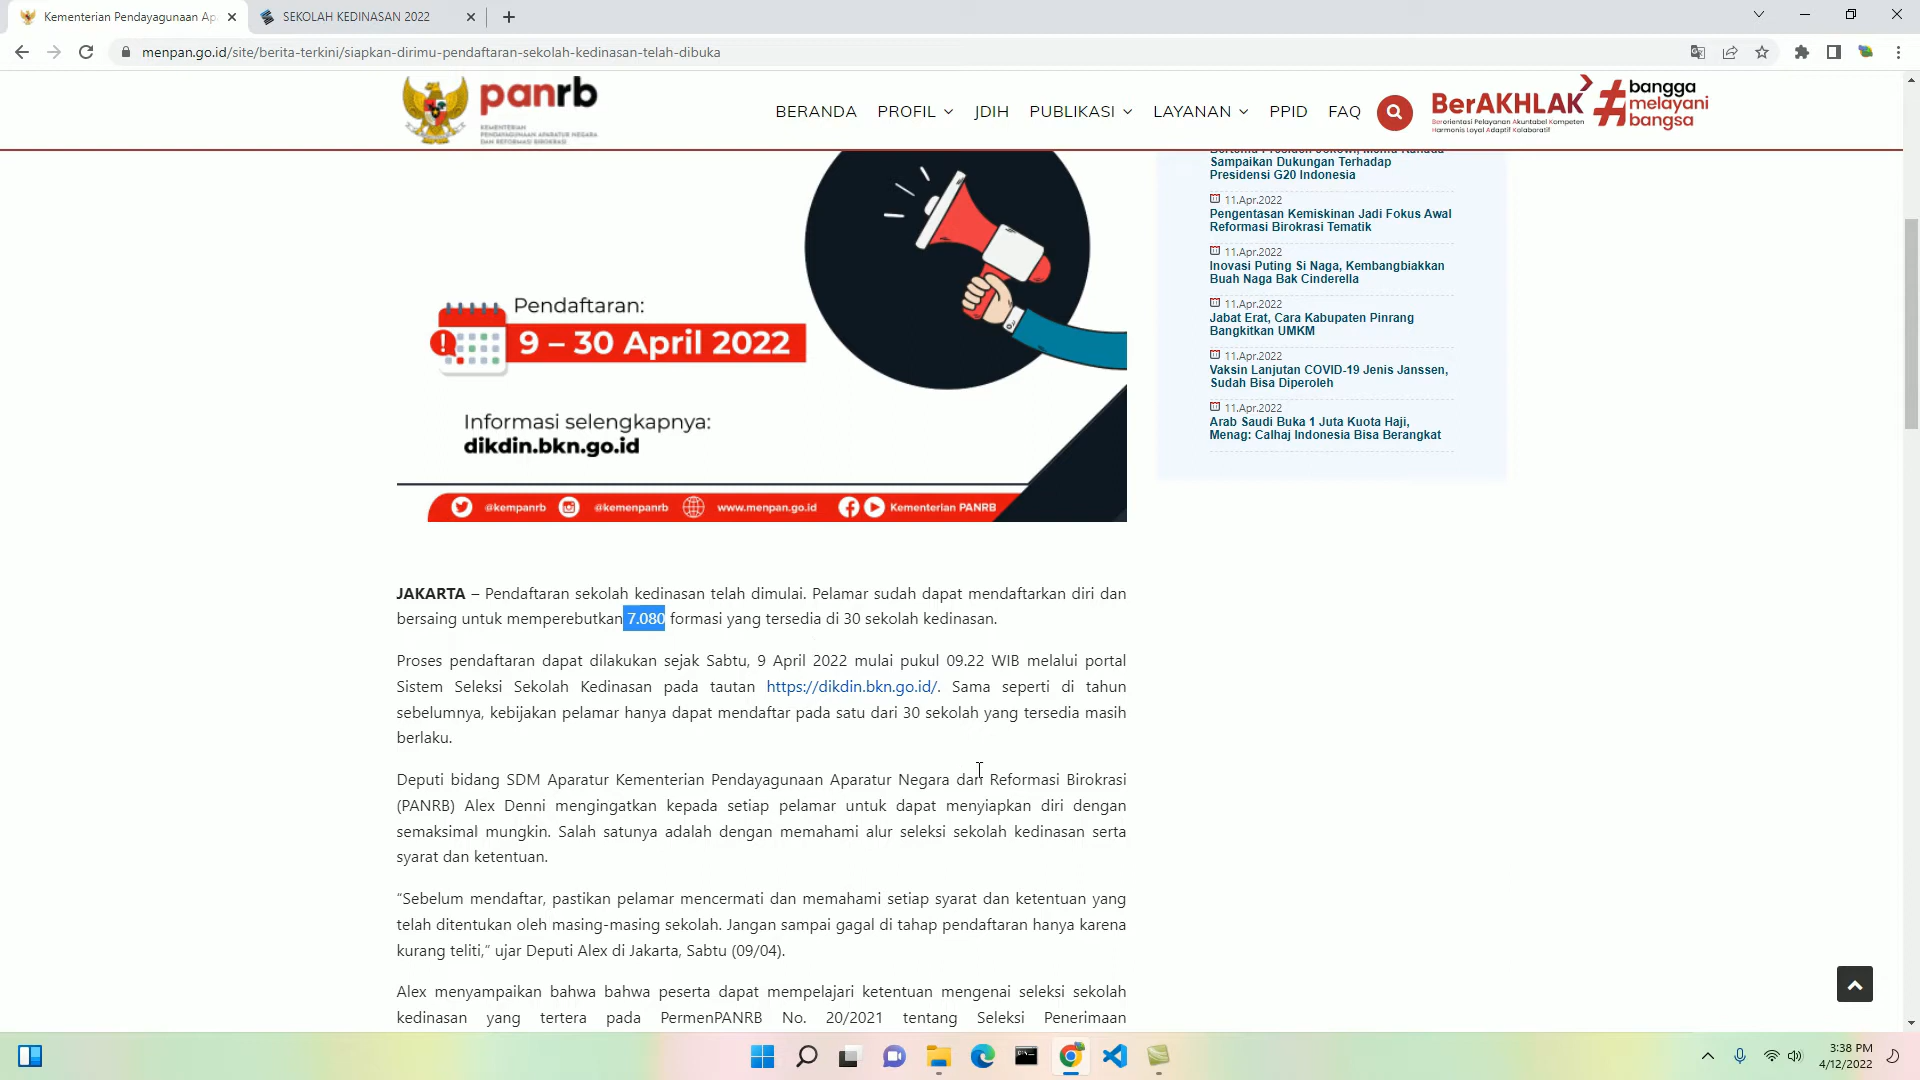 Kementerian Pendayagunaan Ap
SEKOLAH KEDINASAN 2022
menpan.go.id/site/berita-terkini/siapkan-dirimu-pendaftaran-sekolah-kedinasan-telah-dibuka
panrb
KEMENTERIAN
PENDAYAGUNAAN APARATUR NEGARA
DAN REFORMASI BIROKRASI
BERANDA PROFIL JDIH PUBLIKASI LAYANAN PPID FAQ
BerAKHLAK
Berorientasi Pelayanan Akuntabel Kompeten
Harmonis Loyal Adaptif Kolaboratif
# bangga
melayani
bangsa
Pendaftaran:
9 – 30 April 2022
Informasi selengkapnya:
dikdin.bkn.go.id
@kempanrb @kemenpanrb www.menpan.go.id Kementerian PANRB
Sampaikan Dukungan Terhadap
Presidensi G20 Indonesia
11.Apr.2022
Pengentasan Kemiskinan Jadi Fokus Awal
Reformasi Birokrasi Tematik
11.Apr.2022
Inovasi Puting Si Naga, Kembangbiakkan
Buah Naga Bak Cinderella
11.Apr.2022
Jabat Erat, Cara Kabupaten Pinrang
Bangkitkan UMKM
11.Apr.2022
Vaksin Lanjutan COVID-19 Jenis Janssen,
Sudah Bisa Diperoleh
11.Apr.2022
Arab Saudi Buka 1 Juta Kuota Haji,
Menag: Calhaj Indonesia Bisa Berangkat
JAKARTA – Pendaftaran sekolah kedinasan telah dimulai. Pelamar sudah dapat mendaftarkan diri dan
bersaing untuk memperebutkan 7.080 formasi yang tersedia di 30 sekolah kedinasan.
Proses pendaftaran dapat dilakukan sejak Sabtu, 9 April 2022 mulai pukul 09.22 WIB melalui portal
Sistem Seleksi Sekolah Kedinasan pada tautan https://dikdin.bkn.go.id/. Sama seperti di tahun
sebelumnya, kebijakan pelamar hanya dapat mendaftar pada satu dari 30 sekolah yang tersedia masih
berlaku.
Deputi bidang SDM Aparatur Kementerian Pendayagunaan Aparatur Negara dan Reformasi Birokrasi
(PANRB) Alex Denni mengingatkan kepada setiap pelamar untuk dapat menyiapkan diri dengan
semaksimal mungkin. Salah satunya adalah dengan memahami alur seleksi sekolah kedinasan serta
syarat dan ketentuan.
“Sebelum mendaftar, pastikan pelamar mencermati dan memahami setiap syarat dan ketentuan yang
telah ditentukan oleh masing-masing sekolah. Jangan sampai gagal di tahap pendaftaran hanya karena
kurang teliti,” ujar Deputi Alex di Jakarta, Sabtu (09/04).
Alex menyampaikan bahwa bahwa peserta dapat mempelajari ketentuan mengenai seleksi sekolah
kedinasan yang tertera pada PermenPANRB No. 20/2021 tentang Seleksi Penerimaan
3:38 PM
4/12/2022